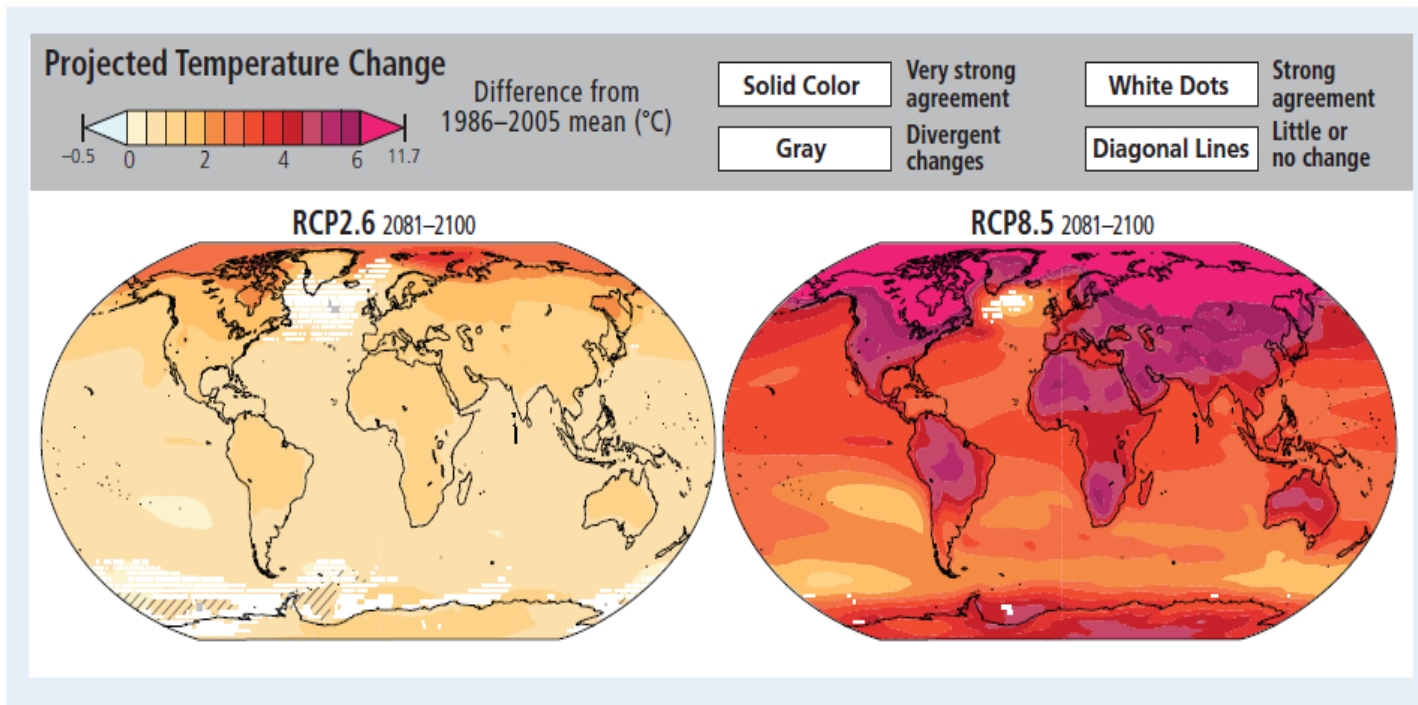 Projected Temperature Change
Difference from
1986–2005 mean (°C)
–0.5 0 2 4 6 11.7
Solid Color
Very strong
agreement
White Dots
Strong
agreement
Gray
Divergent
changes
Diagonal Lines
Little or
no change
RCP2.6 2081–2100
RCP8.5 2081–2100